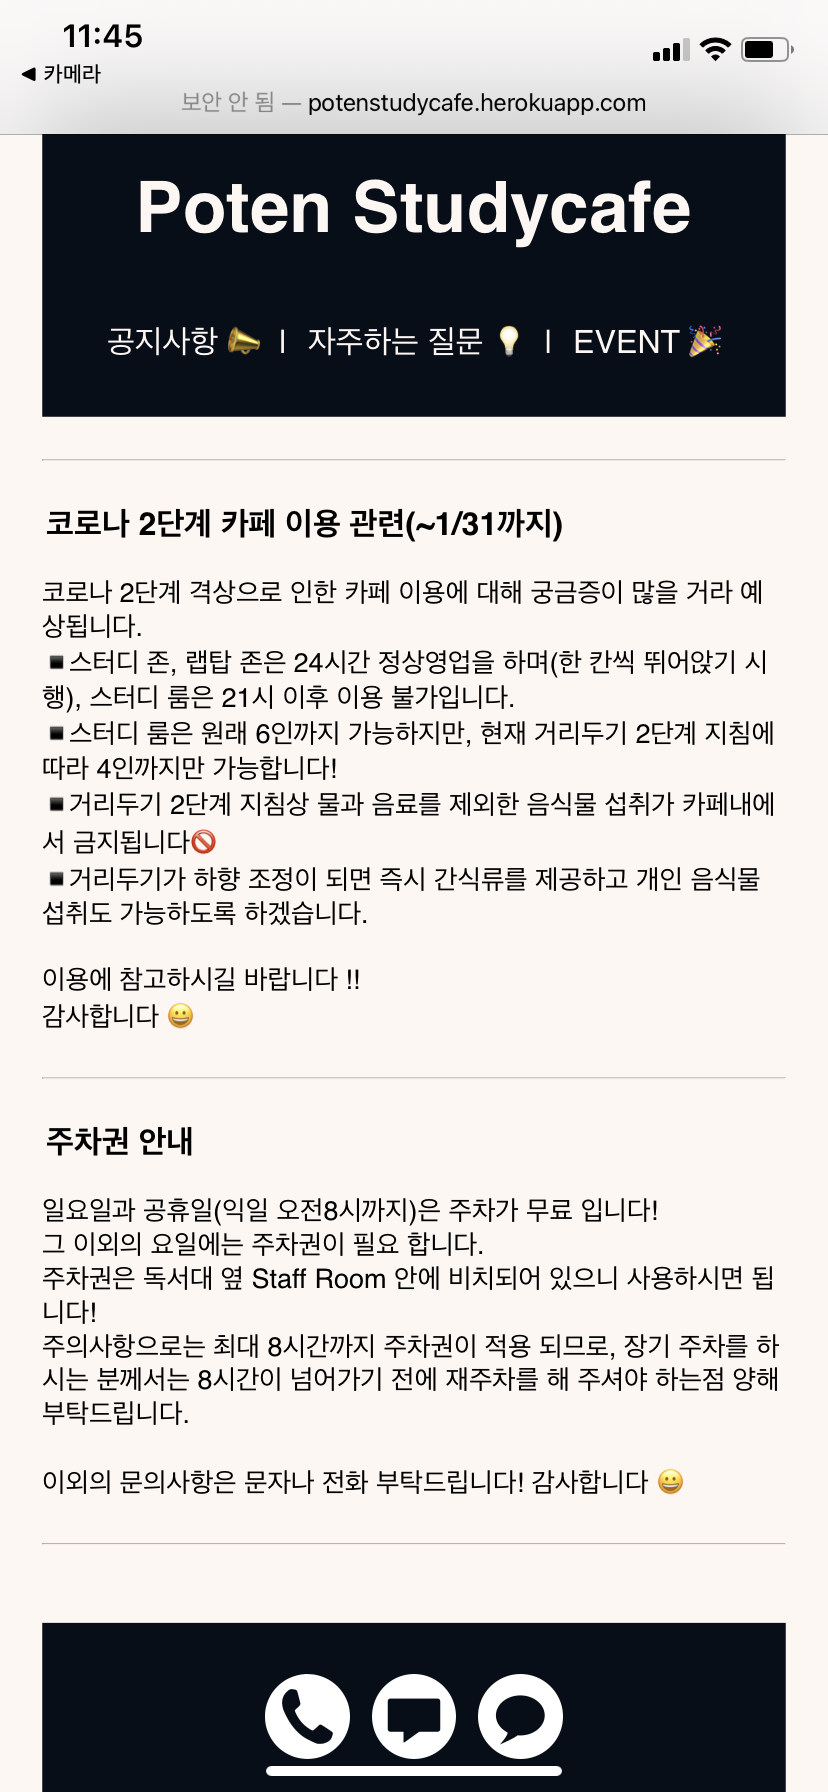 11:45
◀ 카메라
보안 안 됨 — potenstudycafe.herokuapp.com
Poten Studycafe
공지사항 📣 ㅣ 자주하는 질문 💡 ㅣ EVENT 🎉
코로나 2단계 카페 이용 관련(~1/31까지)
코로나 2단계 격상으로 인한 카페 이용에 대해 궁금증이 많을 거라 예
상됩니다.
◾스터디 존, 랩탑 존은 24시간 정상영업을 하며(한 칸씩 뛰어앉기 시
행), 스터디 룸은 21시 이후 이용 불가입니다.
◾스터디 룸은 원래 6인까지 가능하지만, 현재 거리두기 2단계 지침에
따라 4인까지만 가능합니다!
◾거리두기 2단계 지침상 물과 음료를 제외한 음식물 섭취가 카페내에
서 금지됩니다🚫
◾거리두기가 하향 조정이 되면 즉시 간식류를 제공하고 개인 음식물
섭취도 가능하도록 하겠습니다.
이용에 참고하시길 바랍니다 !!
감사합니다 😀
주차권 안내
일요일과 공휴일(익일 오전8시까지)은 주차가 무료 입니다!
그 이외의 요일에는 주차권이 필요 합니다.
주차권은 독서대 옆 Staff Room 안에 비치되어 있으니 사용하시면 됩
니다!
주의사항으로는 최대 8시간까지 주차권이 적용 되므로, 장기 주차를 하
시는 분께서는 8시간이 넘어가기 전에 재주차를 해 주셔야 하는점 양해
부탁드립니다.
이외의 문의사항은 문자나 전화 부탁드립니다! 감사합니다 😀